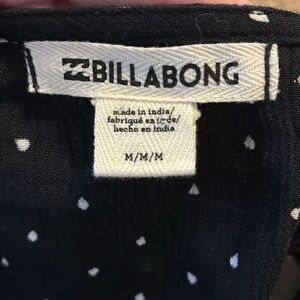 BILLABONG
made in india/
fabriqué en inde/
hecho en india
M/M/M